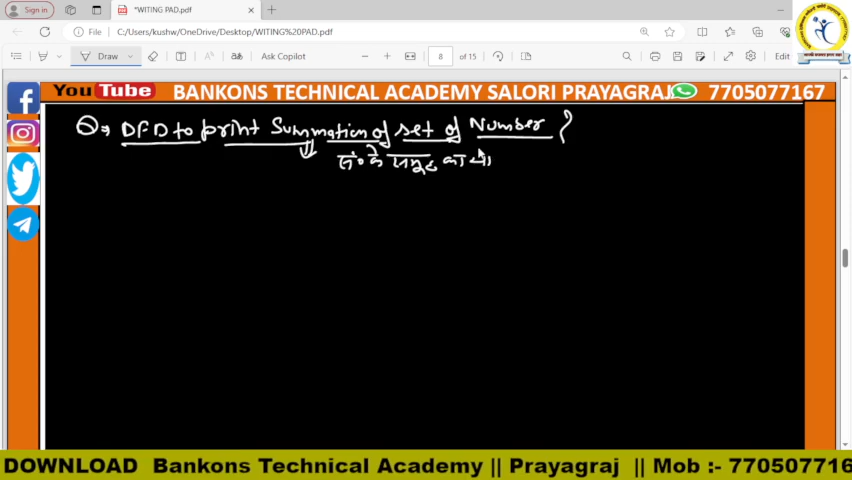 Sign in
*WITING PAD.pdf
File
C:/Users/kushw/OneDrive/Desktop/WITING%20PAD.pdf
Draw
Ask Copilot
8 of 15
Edit
You Tube BANKONS TECHNICAL ACADEMY SALORI PRAYAGRAJ 7705077167
Q⇒ DFD to print Summation of set of Number ?
के समूह का
DOWNLOAD Bankons Technical Academy || Prayagraj || Mob :- 770507716